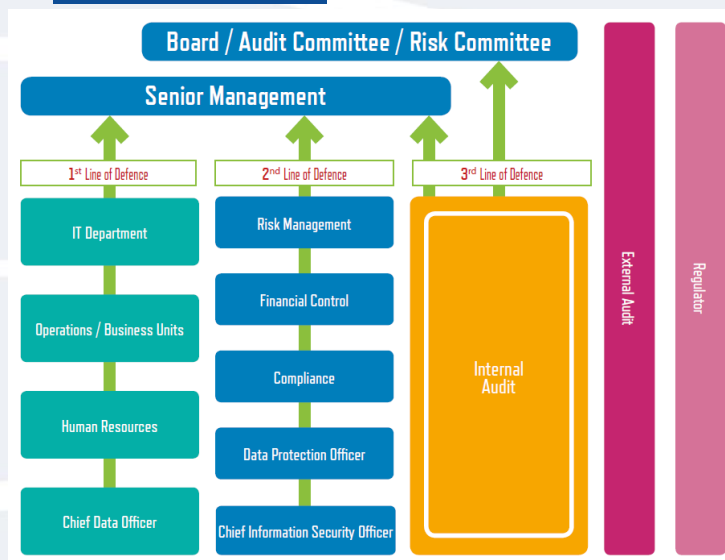 Board / Audit Committee / Risk Committee
Senior Management
1st Line of Defence
2nd Line of Defence
3rd Line of Defence
IT Department
Operations / Business Units
Human Resources
Chief Data Officer
Risk Management
Financial Control
Compliance
Data Protection Officer
Chief Information Security Officer
Internal
Audit
External Audit
Regulator